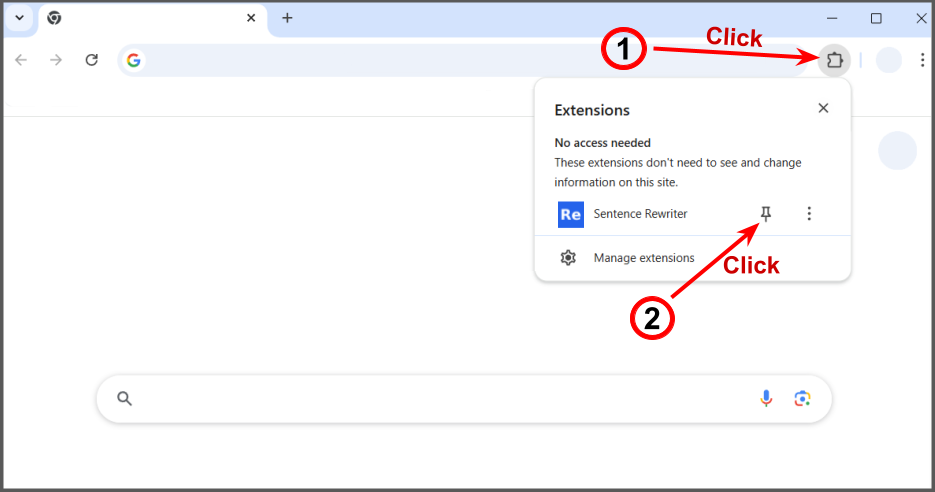 1
Click
Extensions
No access needed
These extensions don't need to see and change
information on this site.
Re Sentence Rewriter
Manage extensions
Click
2